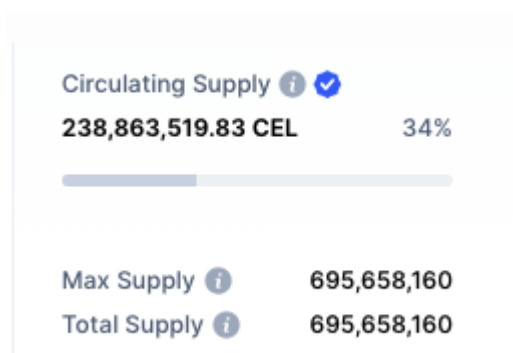 Circulating Supply
238,863,519.83 CEL 34%
Max Supply 695,658,160
Total Supply 695,658,160